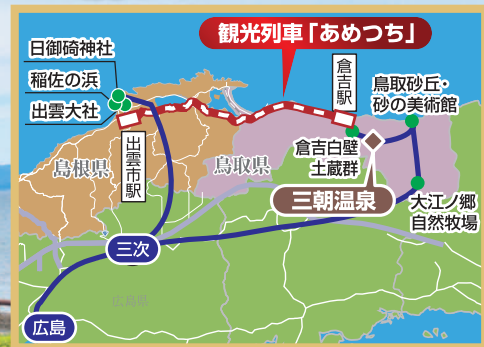 観光列車「あめつち」
日御碕神社
稲佐の浜
出雲大社
出雲市駅
島根県
鳥取県
倉吉駅
倉吉白壁
土蔵群
三朝温泉
鳥取砂丘・
砂の美術館
大江ノ郷
自然牧場
三次
広島県
広島